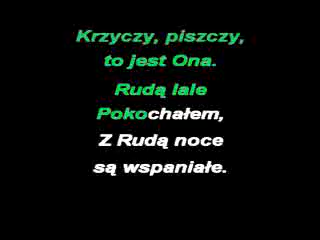 Krzyczy, piszczy,
to jest Ona.
Rudą lale
Pokochałem,
Z Rudą noce
są wspaniałe.